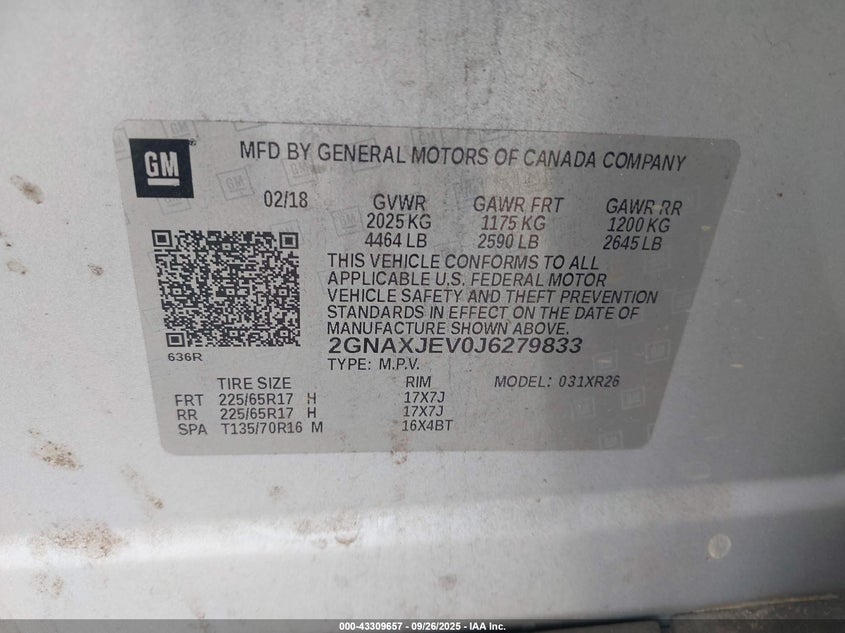 GM
MFD BY GENERAL MOTORS OF CANADA COMPANY
02/18 GVWR GAWR FRT GAWR RR
2025 KG 1175 KG 1200 KG
4464 LB 2590 LB 2645 LB
THIS VEHICLE CONFORMS TO ALL
APPLICABLE U.S. FEDERAL MOTOR
VEHICLE SAFETY AND THEFT PREVENTION
STANDARDS IN EFFECT ON THE DATE OF
MANUFACTURE SHOWN ABOVE.
2GNAXJEV0J6279833
636R
TYPE: M.P.V.
TIRE SIZE RIM MODEL: 031XR26
FRT 225/65R17 H 17X7J
RR 225/65R17 H 17X7J
SPA T135/70R16 M 16X4BT
000-43309657 - 09/26/2025 - IAA Inc.